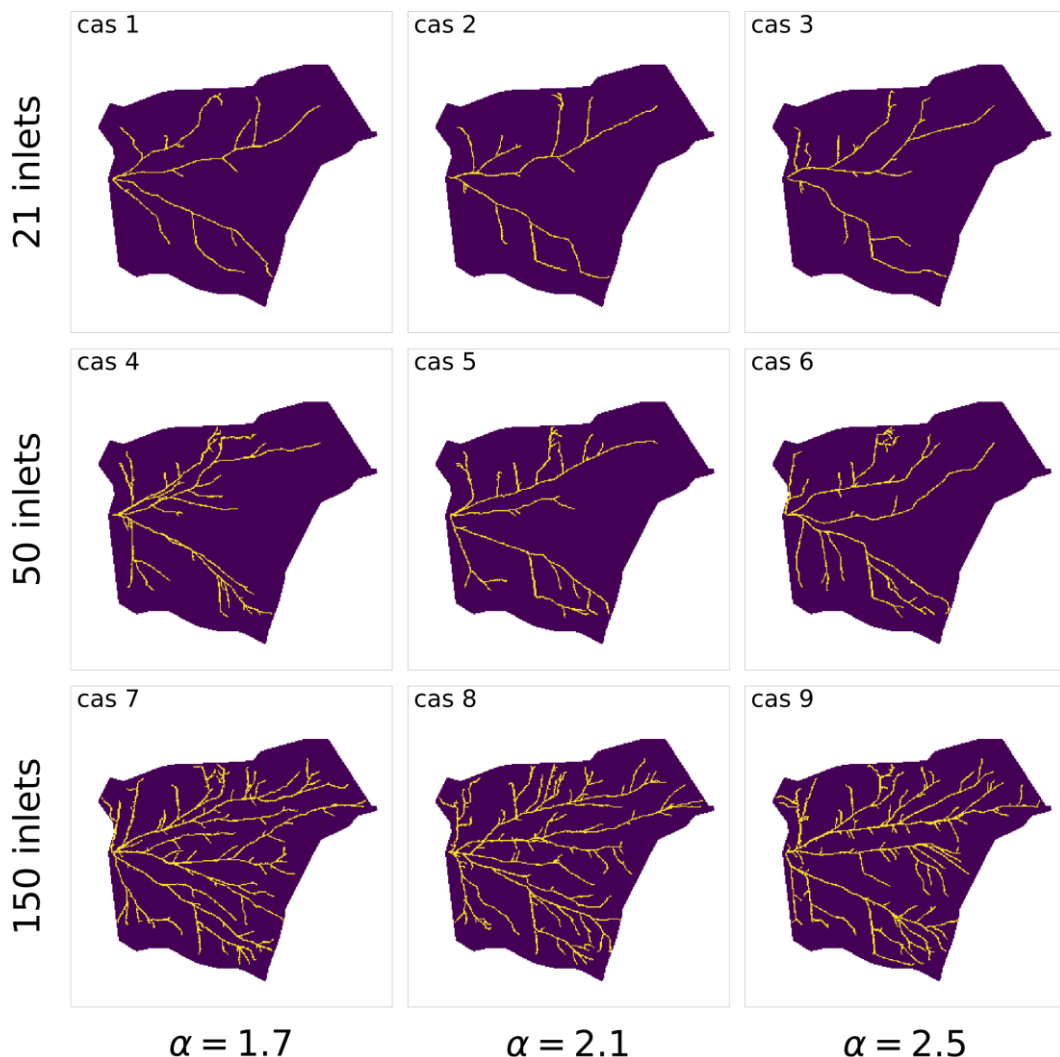 cas 1
cas 2
cas 3
21 inlets
cas 4
cas 5
cas 6
50 inlets
cas 7
cas 8
cas 9
150 inlets
α = 1.7
α = 2.1
α = 2.5